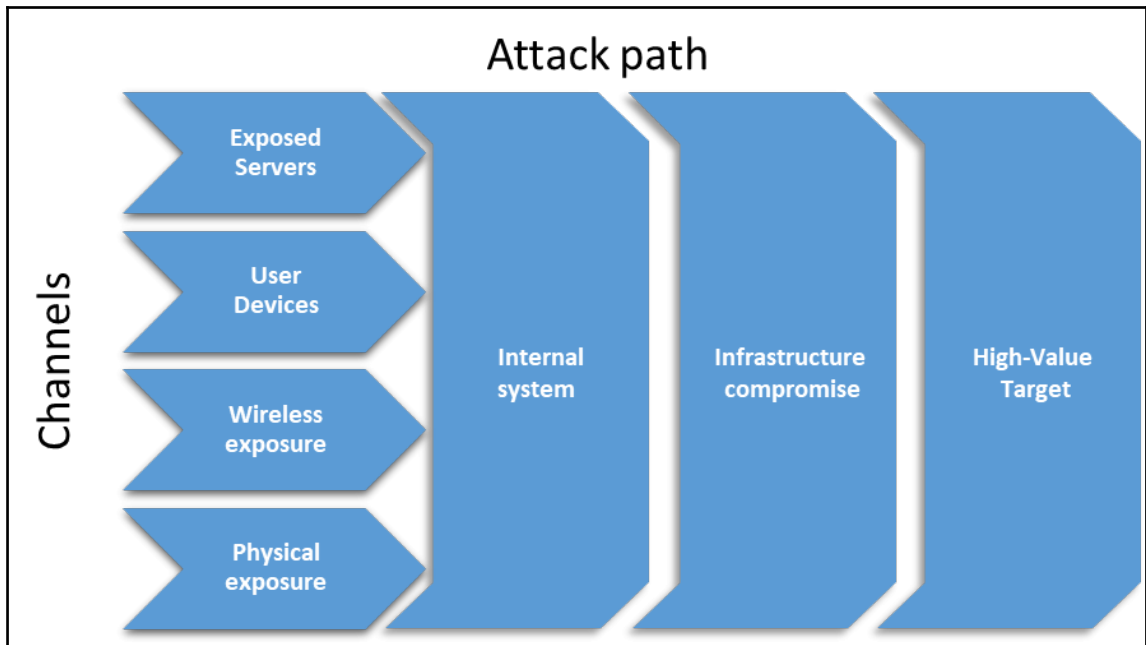 Attack path
Channels
Exposed
Servers
User
Devices
Wireless
exposure
Physical
exposure
Internal
system
Infrastructure
compromise
High-Value
Target